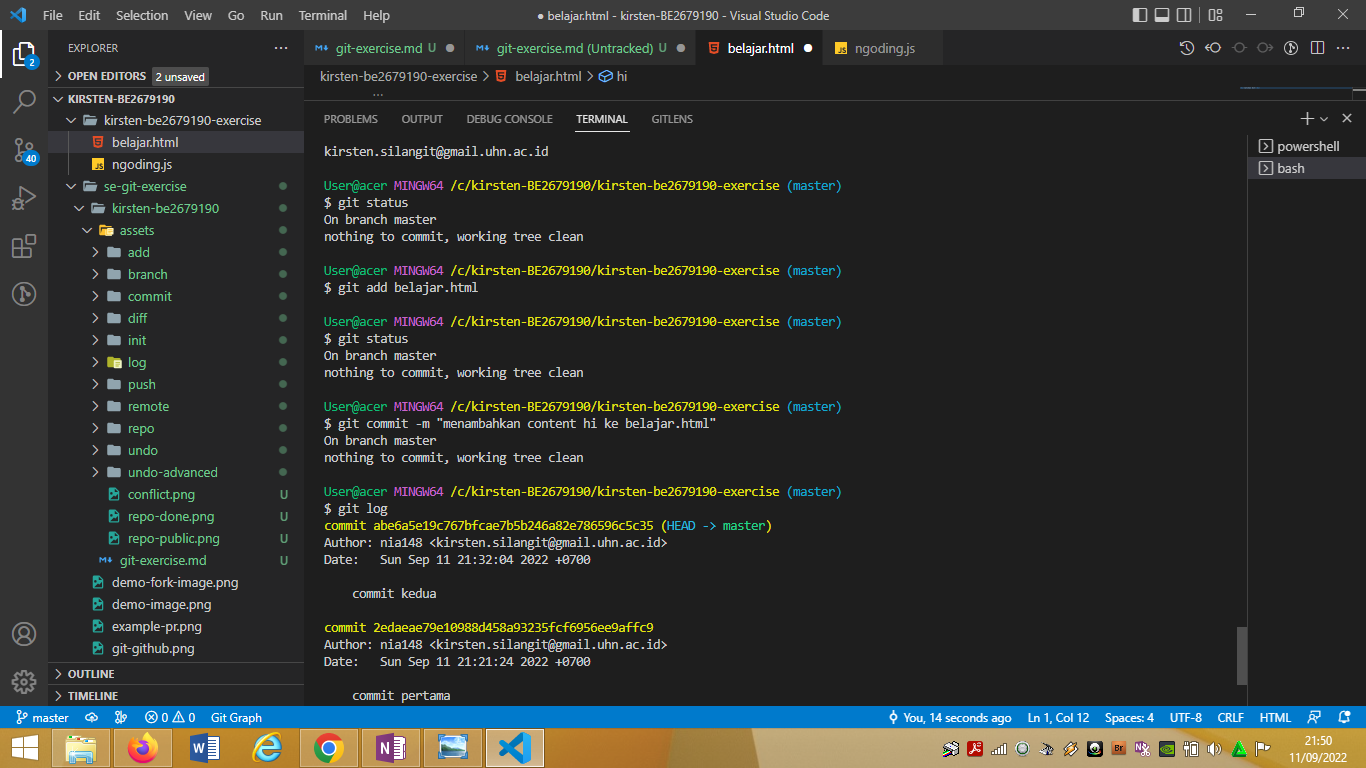 File Edit Selection View Go Run Terminal Help
● belajar.html - kirsten-BE2679190 - Visual Studio Code
EXPLORER ...
git-exercise.md U ●
git-exercise.md (Untracked) U ●
belajar.html ●
ngoding.js
OPEN EDITORS 2 unsaved
kirsten-be2679190-exercise > belajar.html > hi
...
KIRSTEN-BE2679190
kirsten-be2679190-exercise
belajar.html
JS ngoding.js
se-git-exercise
kirsten-be2679190
assets
add
branch
commit
diff
init
log
push
remote
repo
undo
undo-advanced
conflict.png U
repo-done.png U
repo-public.png U
git-exercise.md U
demo-fork-image.png
demo-image.png
example-pr.png
git-github.png
OUTLINE
TIMELINE
2
40
PROBLEMS OUTPUT DEBUG CONSOLE TERMINAL GITLENS
kirsten.silangit@gmail.uhn.ac.id
User@acer MINGW64 /c/kirsten-BE2679190/kirsten-be2679190-exercise (master)
$ git status
On branch master
nothing to commit, working tree clean
User@acer MINGW64 /c/kirsten-BE2679190/kirsten-be2679190-exercise (master)
$ git add belajar.html
User@acer MINGW64 /c/kirsten-BE2679190/kirsten-be2679190-exercise (master)
$ git status
On branch master
nothing to commit, working tree clean
User@acer MINGW64 /c/kirsten-BE2679190/kirsten-be2679190-exercise (master)
$ git commit -m "menambahkan content hi ke belajar.html"
On branch master
nothing to commit, working tree clean
User@acer MINGW64 /c/kirsten-BE2679190/kirsten-be2679190-exercise (master)
$ git log
commit abe6a5e19c767bfcae7b5b246a82e786596c5c35 (HEAD -> master)
Author: nia148 <kirsten.silangit@gmail.uhn.ac.id>
Date:   Sun Sep 11 21:32:04 2022 +0700
commit kedua
commit 2edaeae79e10988d458a93235fcf6956ee9affc9
Author: nia148 <kirsten.silangit@gmail.uhn.ac.id>
Date:   Sun Sep 11 21:21:24 2022 +0700
commit pertama
powershell
bash
master 0 0 Git Graph You, 14 seconds ago Ln 1, Col 12 Spaces: 4 UTF-8 CRLF HTML
21:50
11/09/2022